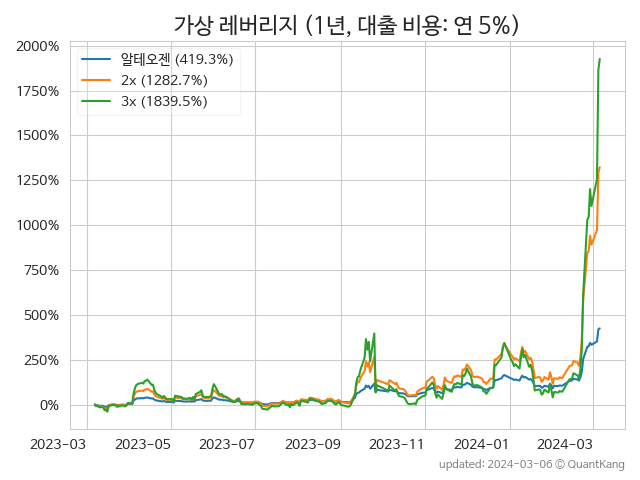 가상 레버리지 (1년, 대출 비용: 연 5%)
2000%
1750%
1500%
1250%
1000%
750%
500%
250%
0%
알테오젠 (419.3%)
2x (1282.7%)
3x (1839.5%)
2023-03 2023-05 2023-07 2023-09 2023-11 2024-01 2024-03
updated: 2024-03-06 © QuantKang